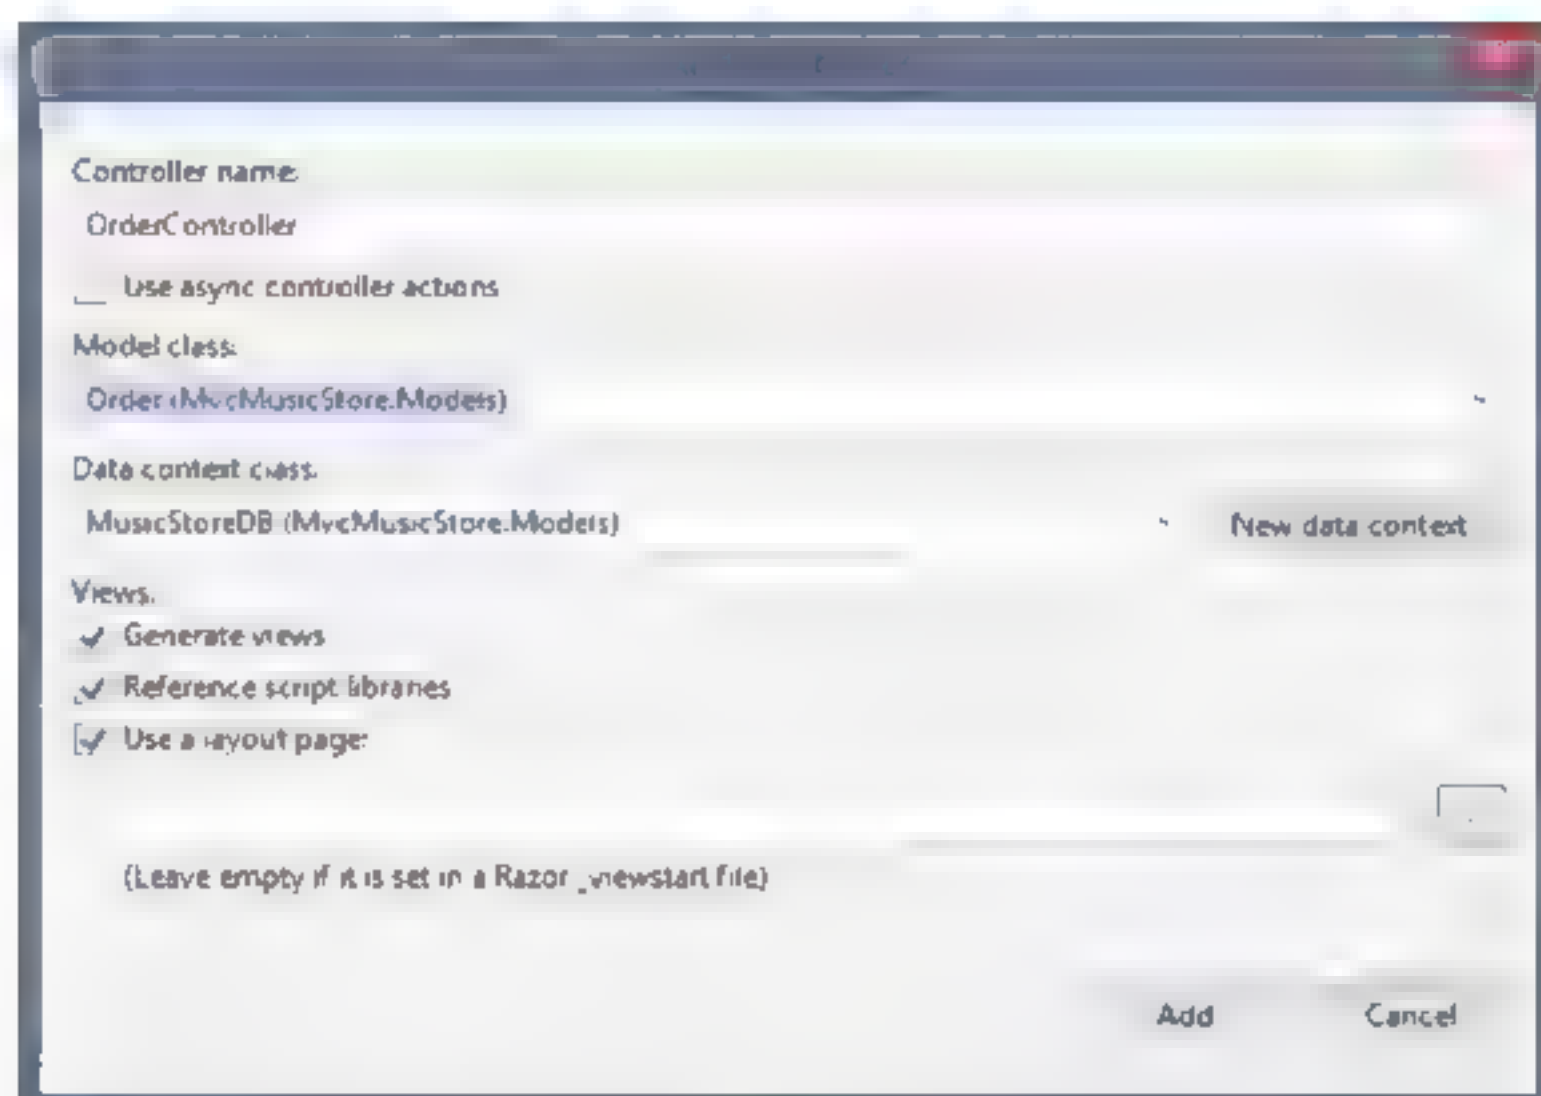 Controller name:
OrderController
Use async controller actions
Model class:
Order (MvcMusicStore.Models)
Data context class:
MusicStoreDB (MvcMusicStore.Models)
New data context
Views:
Generate views
Reference script libraries
Use a layout page:
(Leave empty if it is set in a Razor _viewstart file)
Add
Cancel